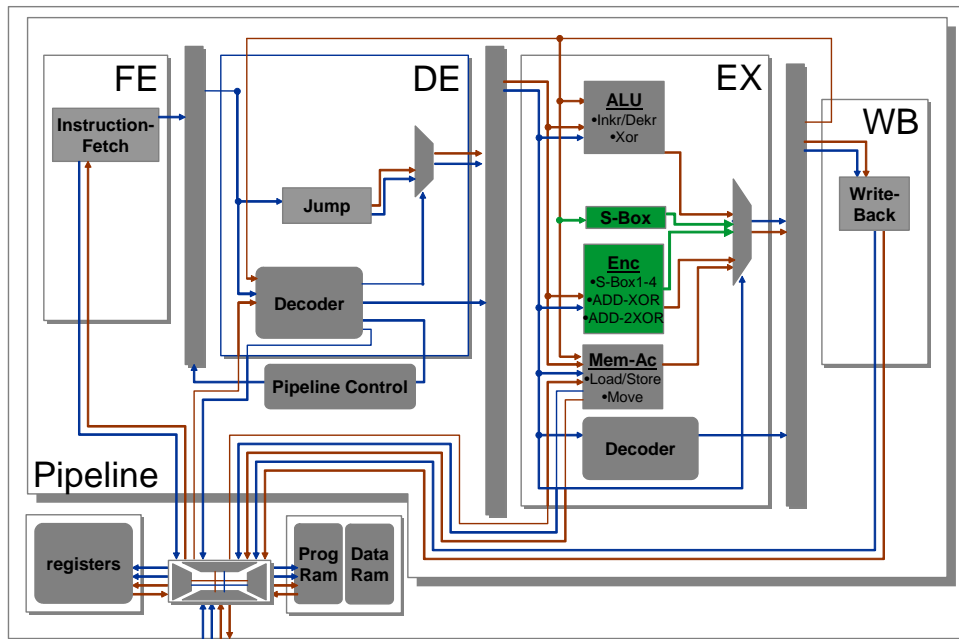 FE
DE
EX
WB
Instruction-
Fetch
Jump
Decoder
Pipeline Control
ALU
•Inkr/Dekr
•Xor
S-Box
Enc
•S-Box1-4
•ADD-XOR
•ADD-2XOR
Mem-Ac
•Load/Store
•Move
Decoder
Write-
Back
Pipeline
registers
Prog
Ram
Data
Ram